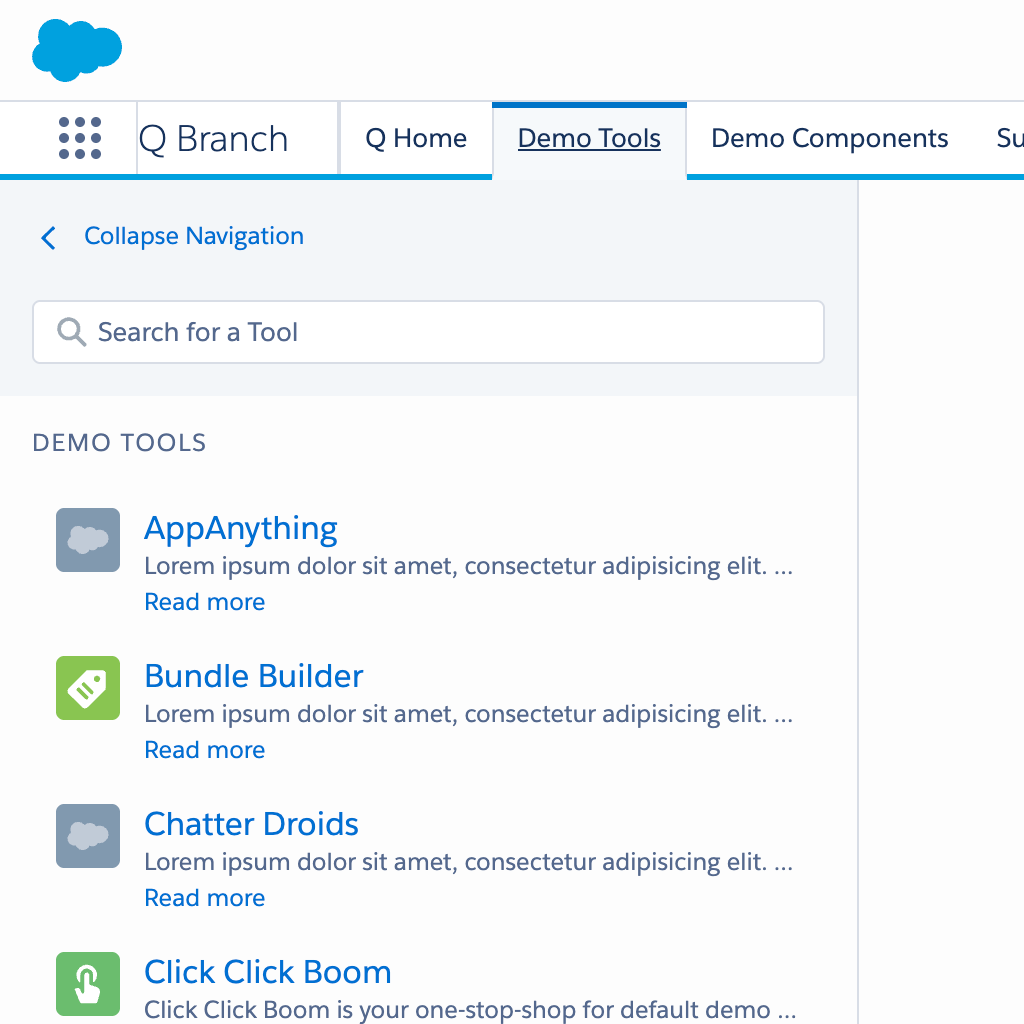 Q Branch
Q Home
Demo Tools
Demo Components
Su
Collapse Navigation
Search for a Tool
DEMO TOOLS
AppAnything
Lorem ipsum dolor sit amet, consectetur adipisicing elit. ...
Read more
Bundle Builder
Lorem ipsum dolor sit amet, consectetur adipisicing elit. ...
Read more
Chatter Droids
Lorem ipsum dolor sit amet, consectetur adipisicing elit. ...
Read more
Click Click Boom
Click Click Boom is your one-stop-shop for default demo ...